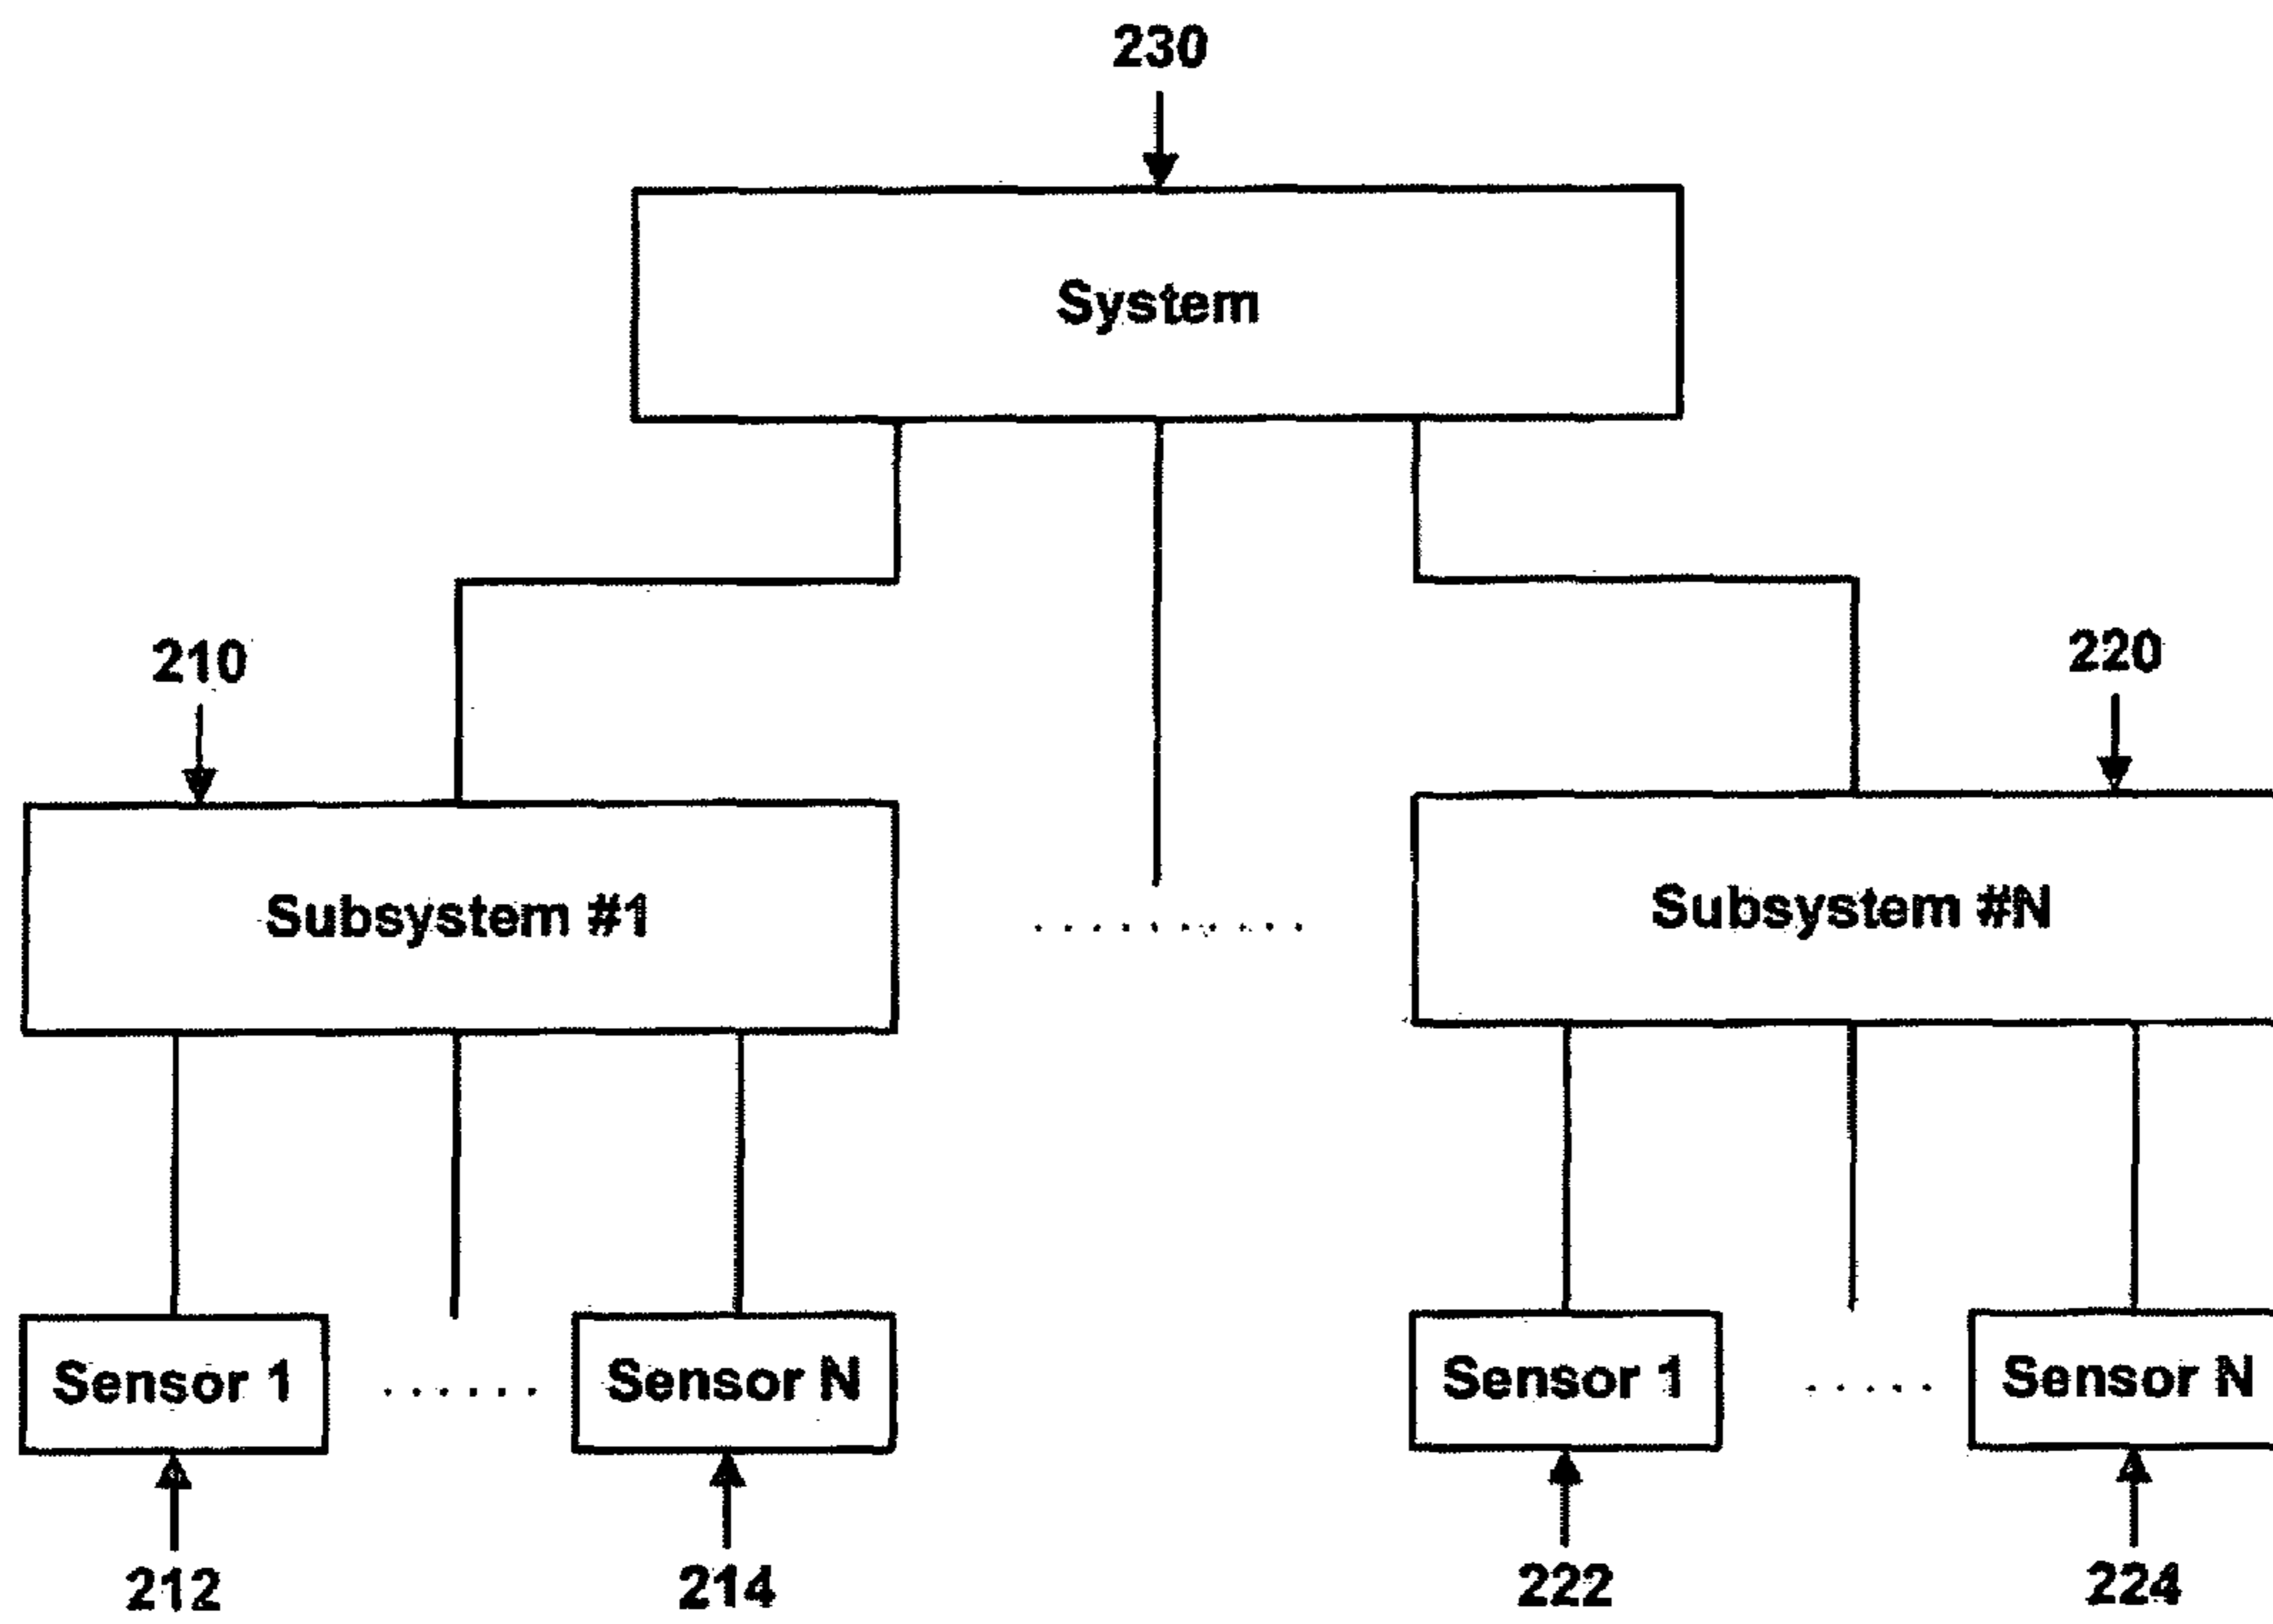 230
System
210
220
Subsystem #1
Subsystem #N
Sensor 1
Sensor N
Sensor 1
Sensor N
212
214
222
224